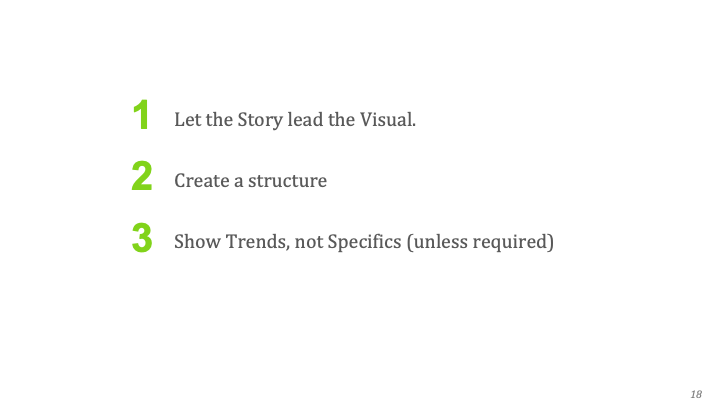 1 Let the Story lead the Visual.
2 Create a structure
3 Show Trends, not Specifics (unless required)
18